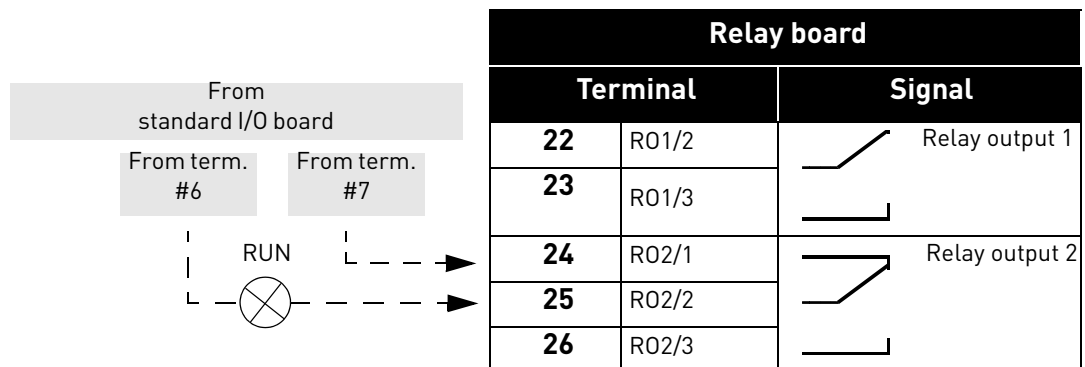 Relay board
Terminal Signal
From
standard I/O board
22 RO1/2 Relay output 1
From term.
#6
From term.
#7
23 RO1/3
RUN
24 RO2/1 Relay output 2
25 RO2/2
26 RO2/3